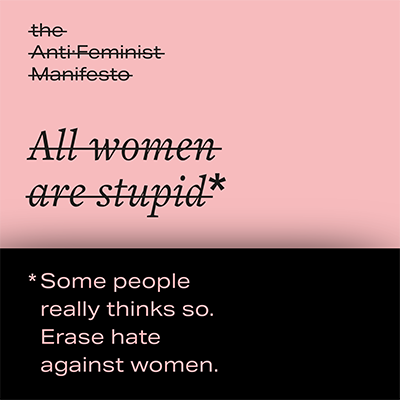 the
Anti-Feminist
Manifesto
All women
are stupid*
*Some people
really thinks so.
Erase hate
against women.